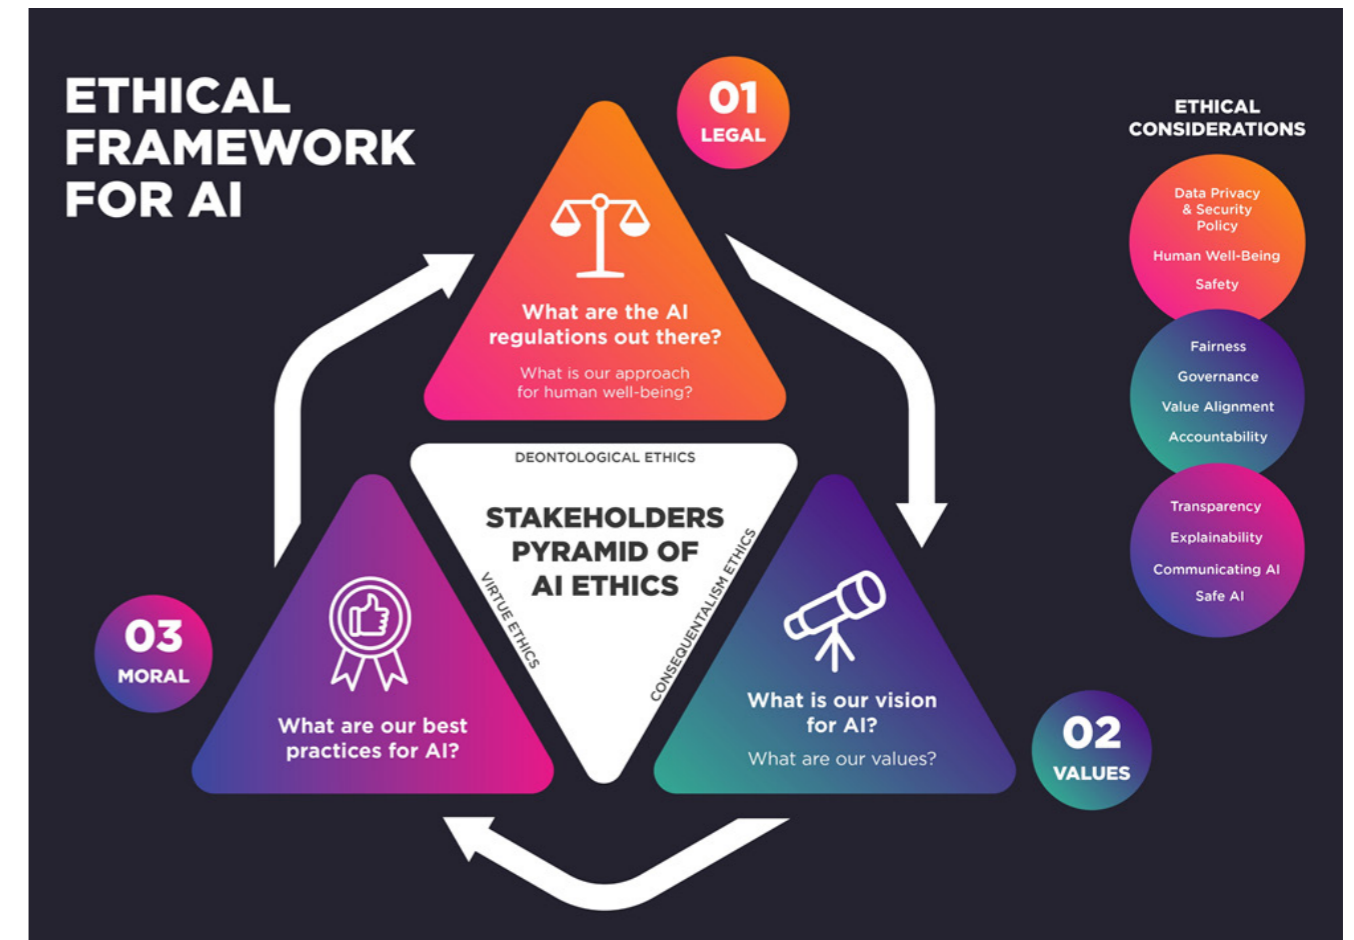 ETHICAL
FRAMEWORK
FOR AI
01
LEGAL
What are the AI
regulations out there?
What is our approach
for human well-being?
DEONTOLOGICAL ETHICS
STAKEHOLDERS
PYRAMID OF
AI ETHICS
VIRTUE ETHICS
CONSEQUENTALISM ETHICS
What is our vision
for AI?
What are our values?
02
VALUES
03
MORAL
What are our best
practices for AI?
ETHICAL
CONSIDERATIONS
Data Privacy
& Security
Policy
Human Well-Being
Safety
Fairness
Governance
Value Alignment
Accountability
Transparency
Explainability
Communicating AI
Safe AI